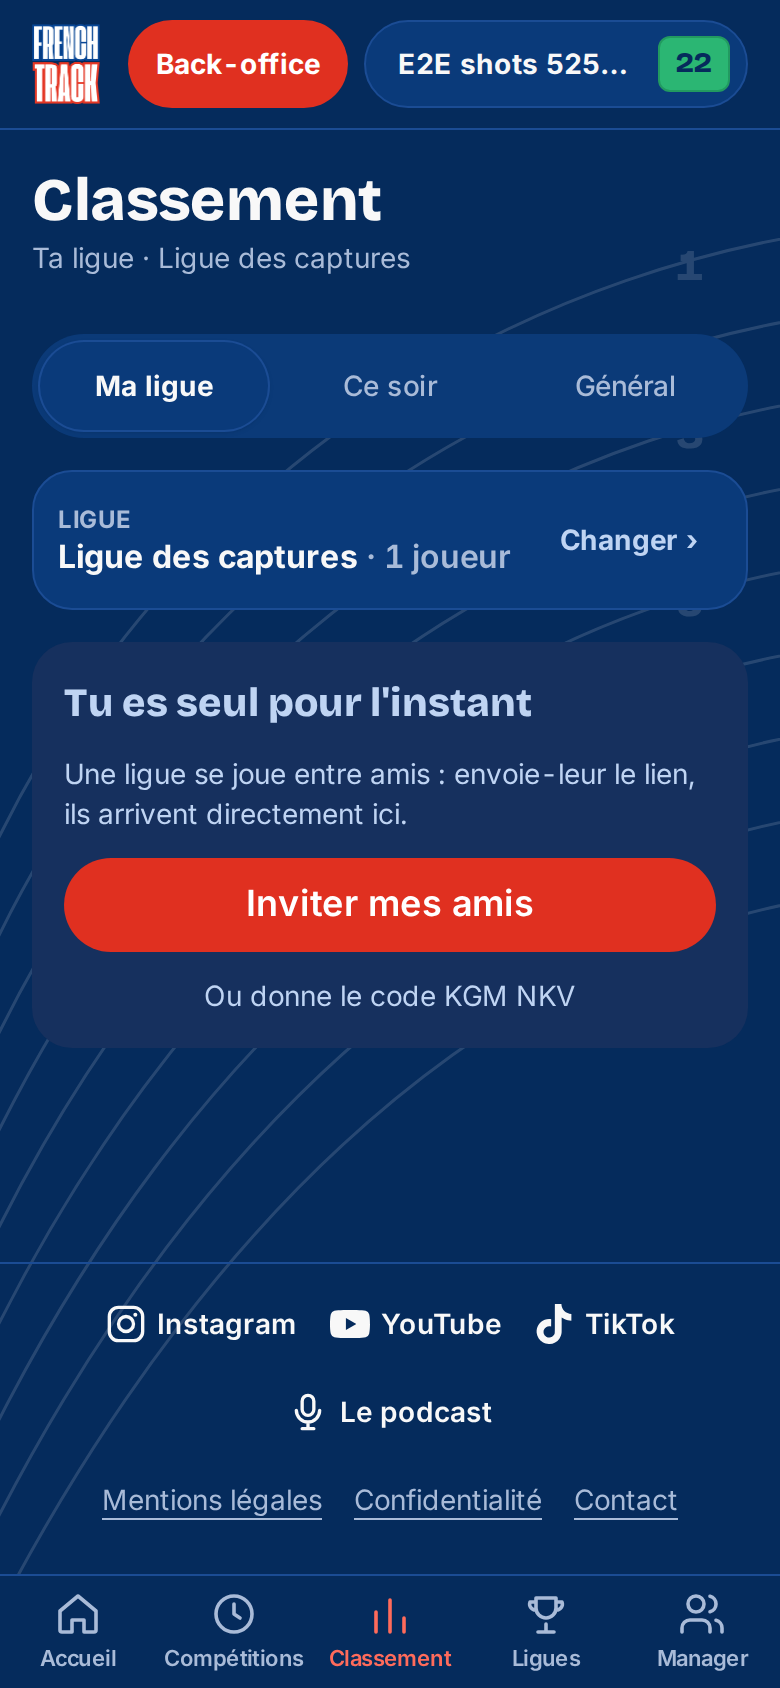 FRENCH
TRACK
Back-office
E2E shots 525...
22
Classement
Ta ligue · Ligue des captures
1
Ma ligue
Ce soir
Général
LIGUE
Ligue des captures · 1 joueur
Changer ›
Tu es seul pour l'instant
Une ligue se joue entre amis : envoie-leur le lien,
ils arrivent directement ici.
Inviter mes amis
Ou donne le code KGM NKV
Instagram
YouTube
TikTok
Le podcast
Mentions légales
Confidentialité
Contact
Accueil
Compétitions
Classement
Ligues
Manager